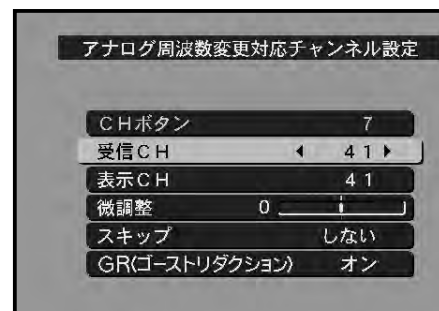 アナログ周波数変更対応チャンネル設定
CHボタン 7
受信CH ◀ 41 ▶
表示CH 41
微調整 0
スキップ しない
GR(ゴーストリダクション) オン